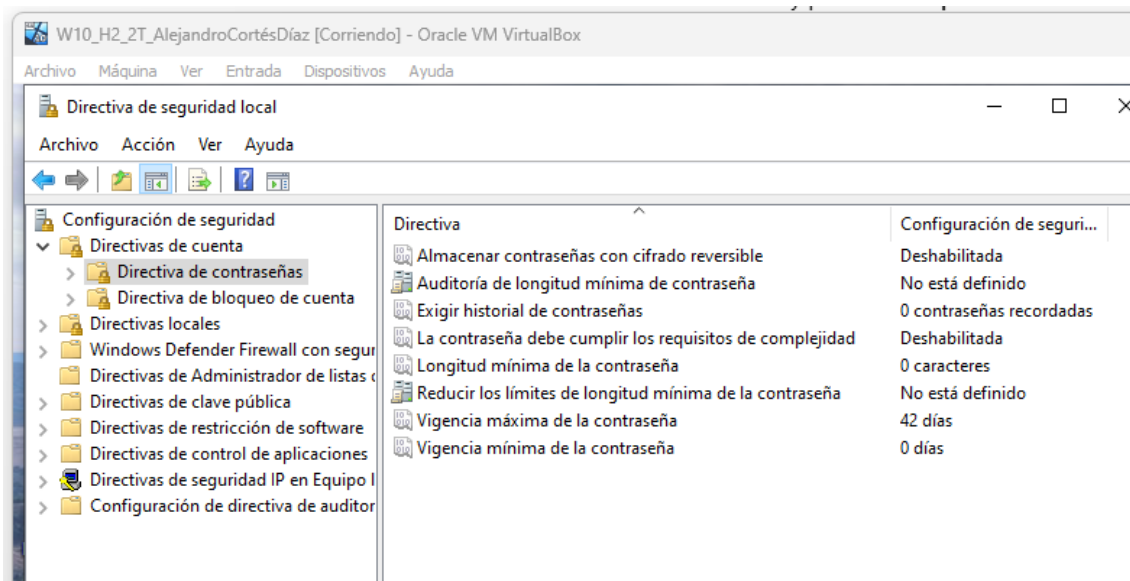 W10_H2_2T_AlejandroCortésDíaz [Corriendo] - Oracle VM VirtualBox
Archivo Máquina Ver Entrada Dispositivos Ayuda
Directiva de seguridad local
Archivo Acción Ver Ayuda
Configuración de seguridad
Directivas de cuenta
Directiva de contraseñas
Directiva de bloqueo de cuenta
Directivas locales
Windows Defender Firewall con segur
Directivas de Administrador de listas
Directivas de clave pública
Directivas de restricción de software
Directivas de control de aplicaciones
Directivas de seguridad IP en Equipo l
Configuración de directiva de auditor
Directiva Configuración de seguri...
Almacenar contraseñas con cifrado reversible Deshabilitada
Auditoría de longitud mínima de contraseña No está definido
Exigir historial de contraseñas 0 contraseñas recordadas
La contraseña debe cumplir los requisitos de complejidad Deshabilitada
Longitud mínima de la contraseña 0 caracteres
Reducir los límites de longitud mínima de la contraseña No está definido
Vigencia máxima de la contraseña 42 días
Vigencia mínima de la contraseña 0 días